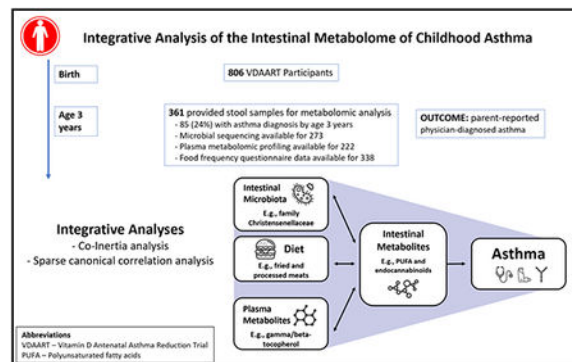 Integrative Analysis of the Intestinal Metabolome of Childhood Asthma
Birth
806 VDAART Participants
Age 3
years
361 provided stool samples for metabolomic analysis
- 85 (24%) with asthma diagnosis by age 3 years
- Microbial sequencing available for 273
- Plasma metabolomic profiling available for 222
- Food frequency questionnaire data available for 338
OUTCOME: parent-reported
physician-diagnosed asthma
Integrative Analyses
- Co-Inertia analysis
- Sparse canonical correlation analysis
Intestinal
Microbiota
E.g., family
Christensenellaceae
Diet
E.g., fried and
processed meats
Plasma
Metabolites
E.g., gamma/beta-
tocopherol
Intestinal
Metabolites
E.g., PUFA and
endocannabinoids
Asthma
Abbreviations
VDAART – Vitamin D Antenatal Asthma Reduction Trial
PUFA – Polyunsaturated fatty acids